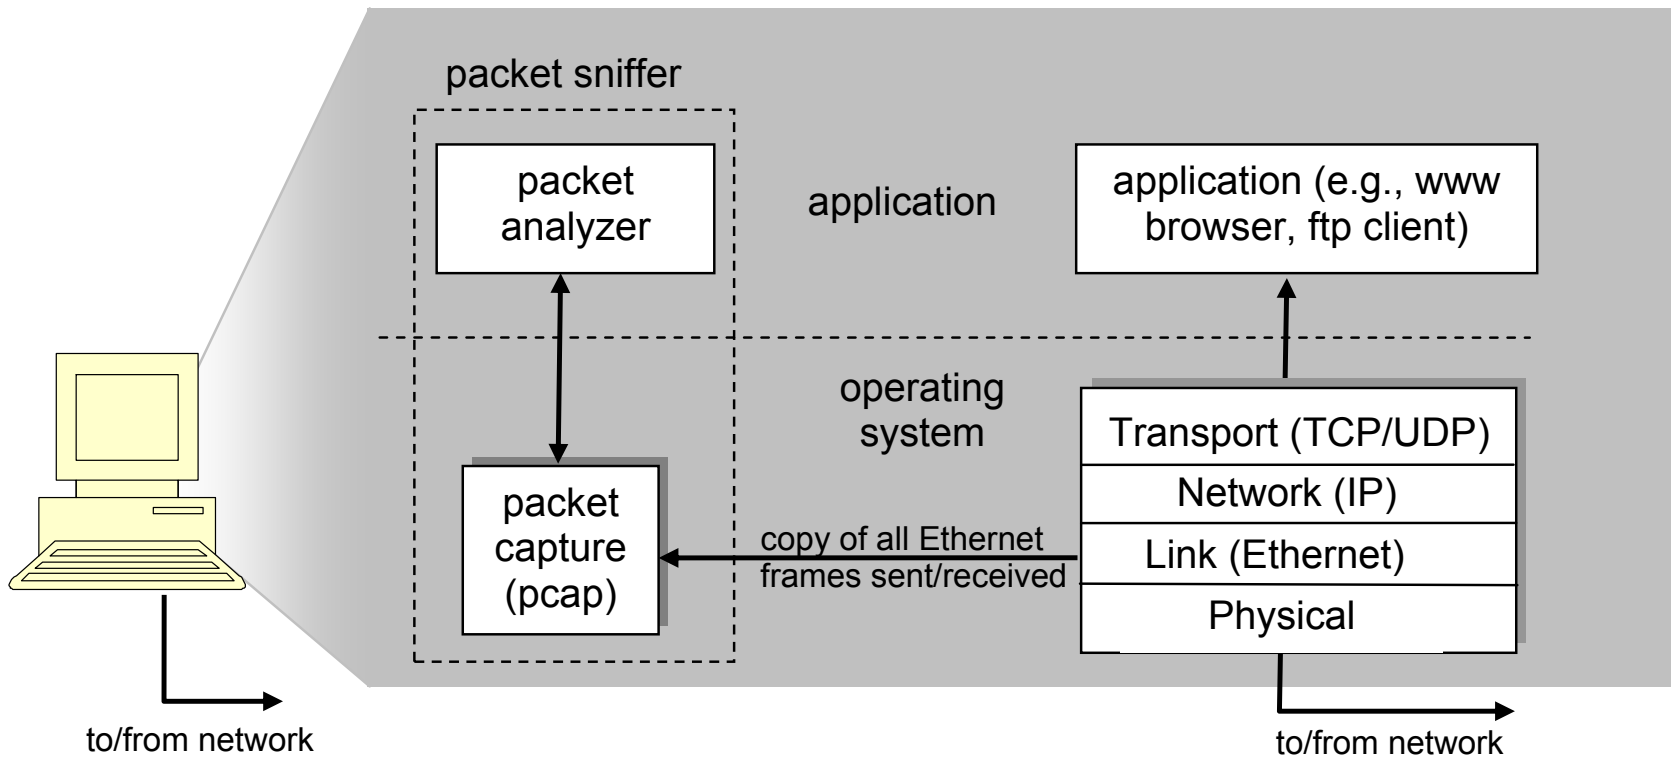 packet sniffer
packet
analyzer
application
application (e.g., www
browser, ftp client)
operating
system
packet
capture
(pcap)
copy of all Ethernet
frames sent/received
Transport (TCP/UDP)
Network (IP)
Link (Ethernet)
Physical
to/from network
to/from network